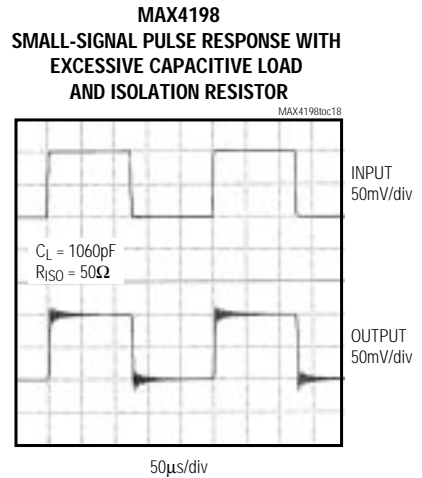 MAX4198
SMALL-SIGNAL PULSE RESPONSE WITH
EXCESSIVE CAPACITIVE LOAD
AND ISOLATION RESISTOR
MAX4198toc18
INPUT
50mV/div
CL = 1060pF
RISO = 50Ω
OUTPUT
50mV/div
50µs/div